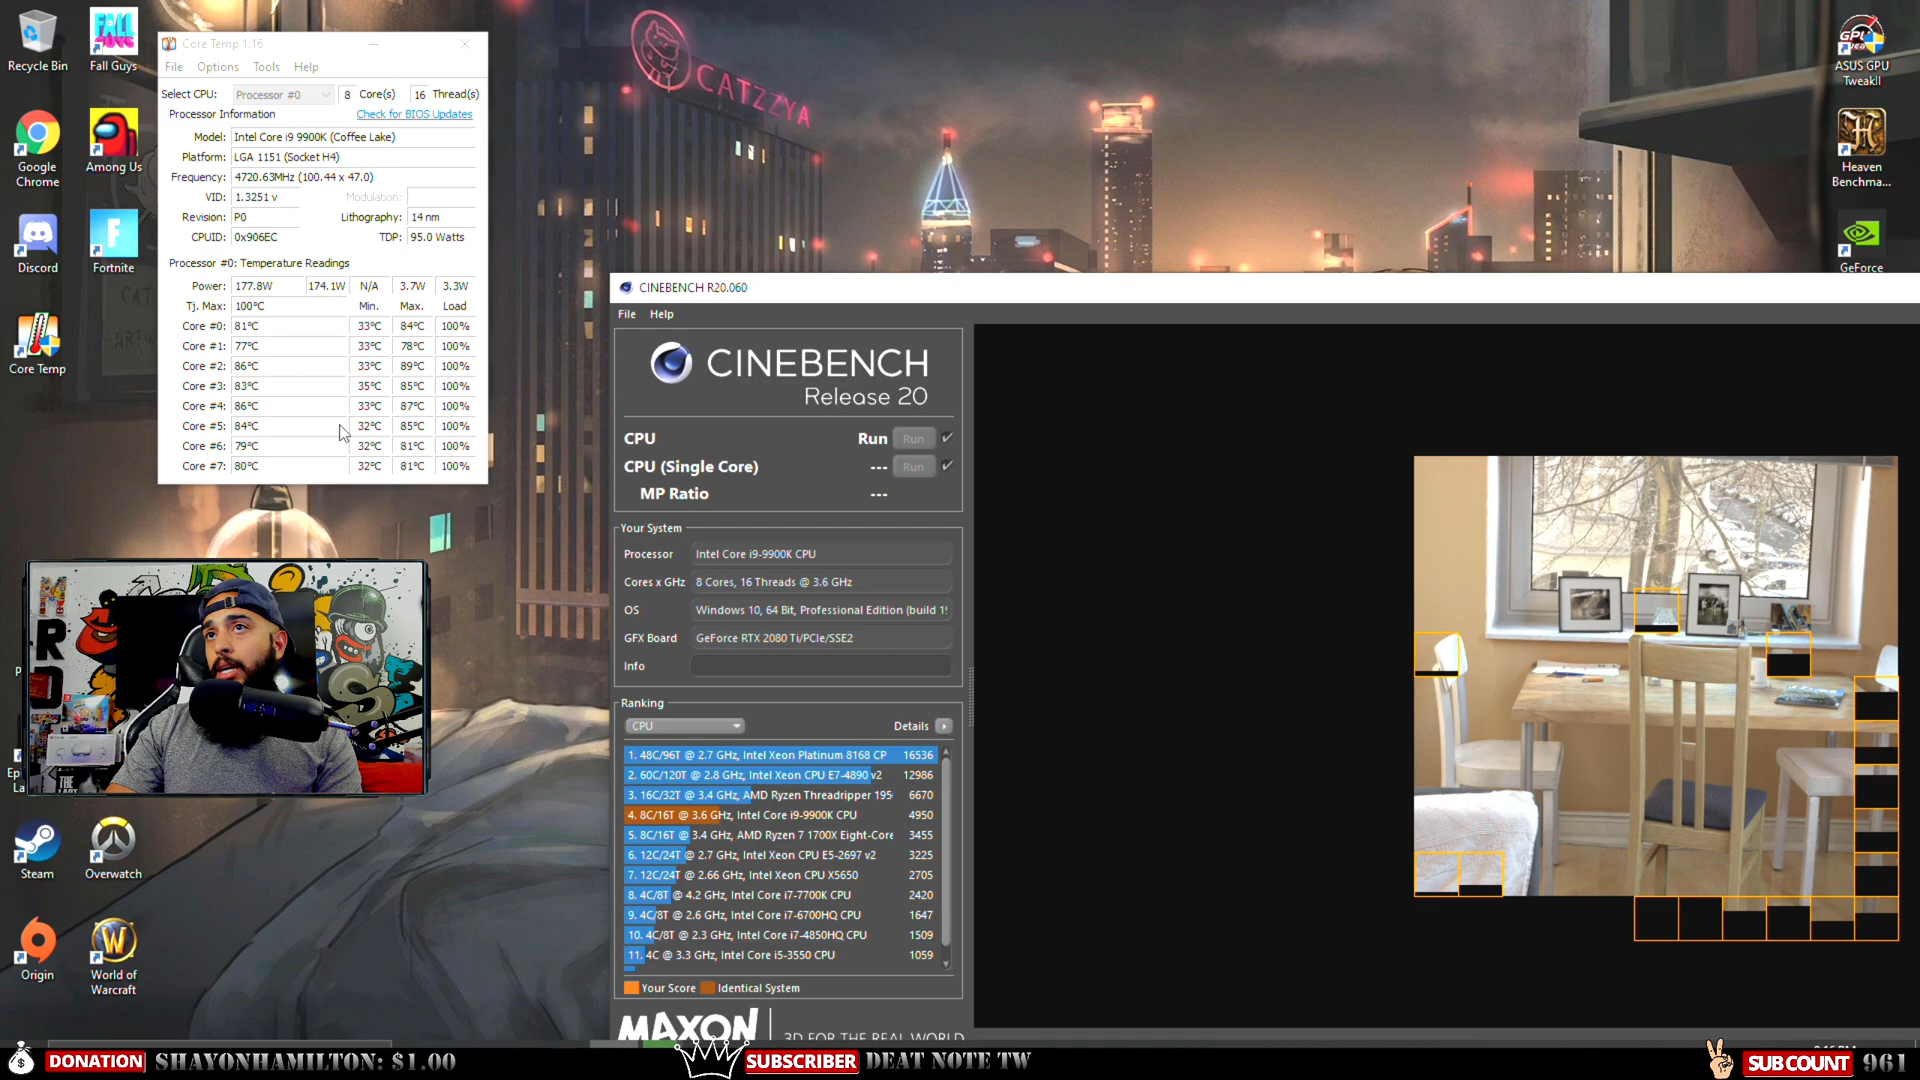 Recycle Bin
Fall Guys
Google Chrome
Among Us
Discord
Fortnite
Core Temp
Steam
Overwatch
Origin
World of Warcraft
Core Temp 1.16
File Options Tools Help
Select CPU: Processor #0 8 Core(s) 16 Thread(s)
Processor Information Check for BIOS Updates
Model: Intel Core i9 9900K (Coffee Lake)
Platform: LGA 1151 (Socket H4)
Frequency: 4720.63MHz (100.44 x 47.0)
VID: 1.3251 v Modulation:
Revision: P0 Lithography: 14 nm
CPUID: 0x906EC TDP: 95.0 Watts
Processor #0: Temperature Readings
Power: 177.8W 174.1W N/A 3.7W 3.3W
Tj. Max: 100°C Min. Max. Load
Core #0: 81°C 33°C 84°C 100%
Core #1: 77°C 33°C 78°C 100%
Core #2: 86°C 33°C 89°C 100%
Core #3: 83°C 35°C 85°C 100%
Core #4: 86°C 33°C 87°C 100%
Core #5: 84°C 32°C 85°C 100%
Core #6: 79°C 32°C 81°C 100%
Core #7: 80°C 32°C 81°C 100%
CATZZYA
ASUS GPU TweakII
Heaven Benchma...
GeForce
CINEBENCH R20.060
File Help
CINEBENCH
Release 20
CPU Run Run
CPU (Single Core) --- Run
MP Ratio ---
Your System
Processor Intel Core i9-9900K CPU
Cores x GHz 8 Cores, 16 Threads @ 3.6 GHz
OS Windows 10, 64 Bit, Professional Edition (build 1
GFX Board GeForce RTX 2080 Ti/PCIe/SSE2
Info
Ranking
CPU Details
1. 48C/96T @ 2.7 GHz, Intel Xeon Platinum 8168 CP 16536
2. 60C/120T @ 2.8 GHz, Intel Xeon CPU E7-4890 v2 12986
3. 16C/32T @ 3.4 GHz, AMD Ryzen Threadripper 195 6670
4. 8C/16T @ 3.6 GHz, Intel Core i9-9900K CPU 4950
5. 8C/16T @ 3.4 GHz, AMD Ryzen 7 1700X Eight-Core 3455
6. 12C/24T @ 2.7 GHz, Intel Xeon CPU E5-2697 v2 3225
7. 12C/24T @ 2.66 GHz, Intel Xeon CPU X5650 2705
8. 4C/8T @ 4.2 GHz, Intel Core i7-7700K CPU 2420
9. 4C/8T @ 2.6 GHz, Intel Core i7-6700HQ CPU 1647
10. 4C/8T @ 2.3 GHz, Intel Core i7-4850HQ CPU 1509
11. 4C @ 3.3 GHz, Intel Core i5-3550 CPU 1059
Your Score Identical System
MAXON 3D FOR THE REAL WORLD
DONATION SHAYONHAMILTON: $1.00
SUBSCRIBER DEAT NOTE TW
SUB COUNT 961